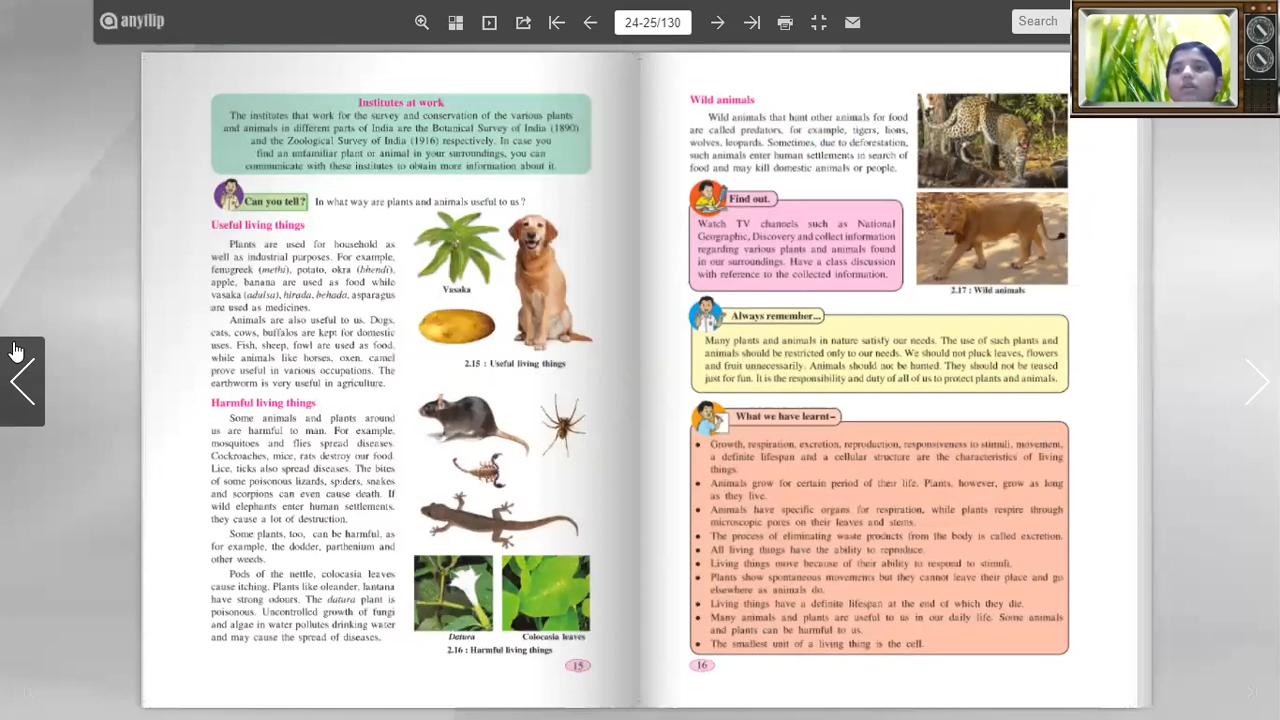 anyflip
24-25/130
Search
Institutes at work
The institutes that work for the survey and conservation of the various plants
and animals in different parts of India are the Botanical Survey of India (1890)
and the Zoological Survey of India (1916) respectively. In case you
find an unfamiliar plant or animal in your surroundings, you can
communicate with these institutes to obtain more information about it.
Can you tell? In what way are plants and animals useful to us ?
Useful living things
Plants are used for household as
well as industrial purposes. For example,
fenugreek (methi), potato, okra (bhendi),
apple, banana are used as food while
vasaka (adulsa), hirada, behada, asparagus
are used as medicines.
Animals are also useful to us. Dogs,
cats, cows, buffalos are kept for domestic
uses. Fish, sheep, fowl are used as food,
while animals like horses, oxen, camel
prove useful in various occupations. The
earthworm is very useful in agriculture.
Vasaka
2.15 : Useful living things
Harmful living things
Some animals and plants around
us are harmful to man. For example,
mosquitoes and flies spread diseases.
Cockroaches, mice, rats destroy our food.
Lice, ticks also spread diseases. The bites
of some poisonous lizards, spiders, snakes
and scorpions can even cause death. If
wild elephants enter human settlements,
they cause a lot of destruction.
Some plants, too, can be harmful, as
for example, the dodder, parthenium and
other weeds.
Pods of the nettle, colocasia leaves
cause itching. Plants like oleander, lantana
have strong odours. The datura plant is
poisonous. Uncontrolled growth of fungi
and algae in water pollutes drinking water
and may cause the spread of diseases.
Datura Colocasia leaves
2.16 : Harmful living things
15
Wild animals
Wild animals that hunt other animals for food
are called predators, for example, tigers, lions,
wolves, leopards. Sometimes, due to deforestation,
such animals enter human settlements in search of
food and may kill domestic animals or people.
Find out.
Watch TV channels such as National
Geographic, Discovery and collect information
regarding various plants and animals found
in our surroundings. Have a class discussion
with reference to the collected information.
2.17 : Wild animals
Always remember...
Many plants and animals in nature satisfy our needs. The use of such plants and
animals should be restricted only to our needs. We should not pluck leaves, flowers
and fruit unnecessarily. Animals should not be hunted. They should not be teased
just for fun. It is the responsibility and duty of all of us to protect plants and animals.
What we have learnt–
• Growth, respiration, excretion, reproduction, responsiveness to stimuli, movement,
a definite lifespan and a cellular structure are the characteristics of living
things.
• Animals grow for certain period of their life. Plants, however, grow as long
as they live.
• Animals have specific organs for respiration, while plants respire through
microscopic pores on their leaves and stems.
• The process of eliminating waste products from the body is called excretion.
• All living things have the ability to reproduce.
• Living things move because of their ability to respond to stimuli.
• Plants show spontaneous movements but they cannot leave their place and go
elsewhere as animals do.
• Living things have a definite lifespan at the end of which they die.
• Many animals and plants are useful to us in our daily life. Some animals
and plants can be harmful to us.
• The smallest unit of a living thing is the cell.
16